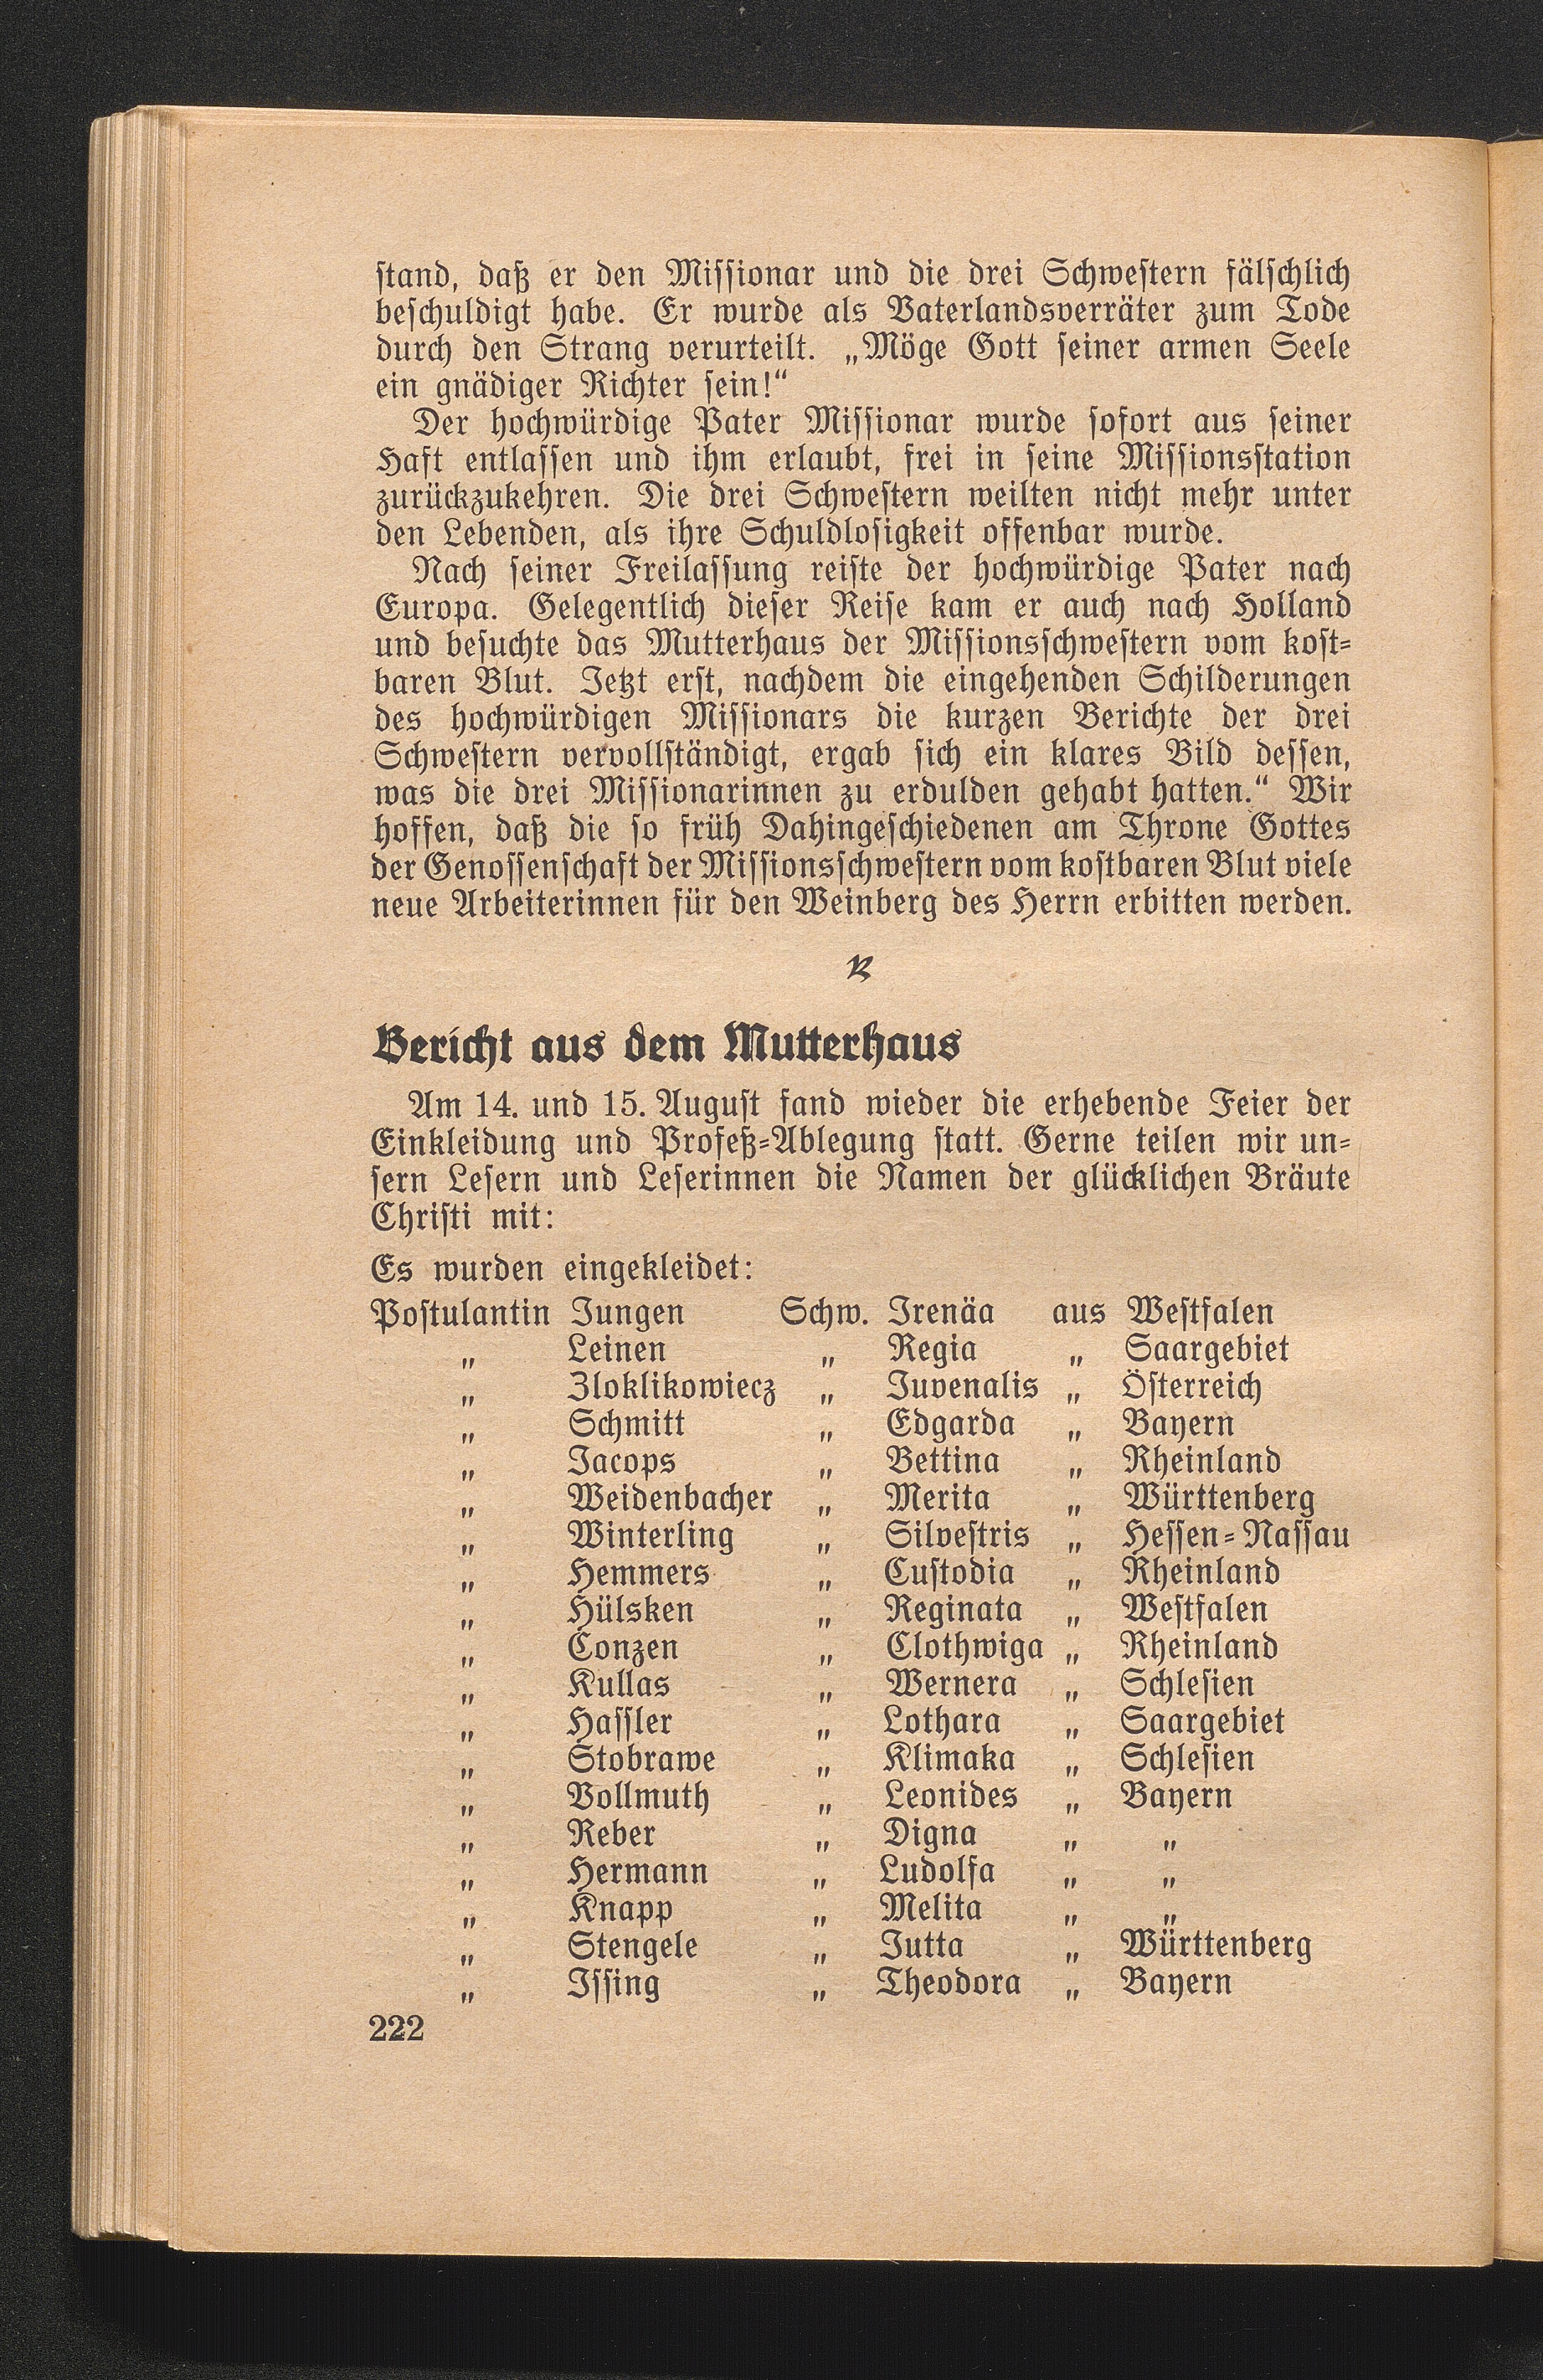 stand, daß er den Missionar und die drei Schwestern fälschlich
beschuldigt habe. Er wurde als Vaterlandsverräter zum Tode
durch den Strang verurteilt. „Möge Gott seiner armen Seele
ein gnädiger Richter sein!“
Der hochwürdige Pater Missionar wurde sofort aus seiner
Haft entlassen und ihm erlaubt, frei in seine Missionsstation
zurückzukehren. Die drei Schwestern weilten nicht mehr unter
den Lebenden, als ihre Schuldlosigkeit offenbar wurde.
Nach seiner Freilassung reiste der hochwürdige Pater nach
Europa. Gelegentlich dieser Reise kam er auch nach Holland
und besuchte das Mutterhaus der Missionsschwestern vom kost-
baren Blut. Jetzt erst, nachdem die eingehenden Schilderungen
des hochwürdigen Missionars die kurzen Berichte der drei
Schwestern vervollständigt, ergab sich ein klares Bild dessen,
was die drei Missionarinnen zu erdulden gehabt hatten.“ Wir
hoffen, daß die so früh Dahingeschiedenen am Throne Gottes
der Genossenschaft der Missionsschwestern vom kostbaren Blut viele
neue Arbeiterinnen für den Weinberg des Herrn erbitten werden.
Bericht aus dem Mutterhaus
Am 14. und 15. August fand wieder die erhebende Feier der
Einkleidung und Profeß-Ablegung statt. Gerne teilen wir un-
sern Lesern und Leserinnen die Namen der glücklichen Bräute
Christi mit:
Es wurden eingekleidet:
Postulantin Jungen Schw. Irenäa aus Westfalen
„ Leinen „ Regia „ Saargebiet
„ Zloklikowiecz „ Juvenalis „ Österreich
„ Schmitt „ Edgarda „ Bayern
„ Jacops „ Bettina „ Rheinland
„ Weidenbacher „ Merita „ Württenberg
„ Winterling „ Silvestris „ Hessen-Nassau
„ Hemmers „ Custodia „ Rheinland
„ Hülsken „ Reginata „ Westfalen
„ Conzen „ Clothwiga „ Rheinland
„ Kullas „ Wernera „ Schlesien
„ Hassler „ Lothara „ Saargebiet
„ Stobrawe „ Klimaka „ Schlesien
„ Vollmuth „ Leonides „ Bayern
„ Reber „ Digna „ „
„ Hermann „ Ludolfa „ „
„ Knapp „ Melita „ „
„ Stengele „ Jutta „ Württenberg
„ Issing „ Theodora „ Bayern
222